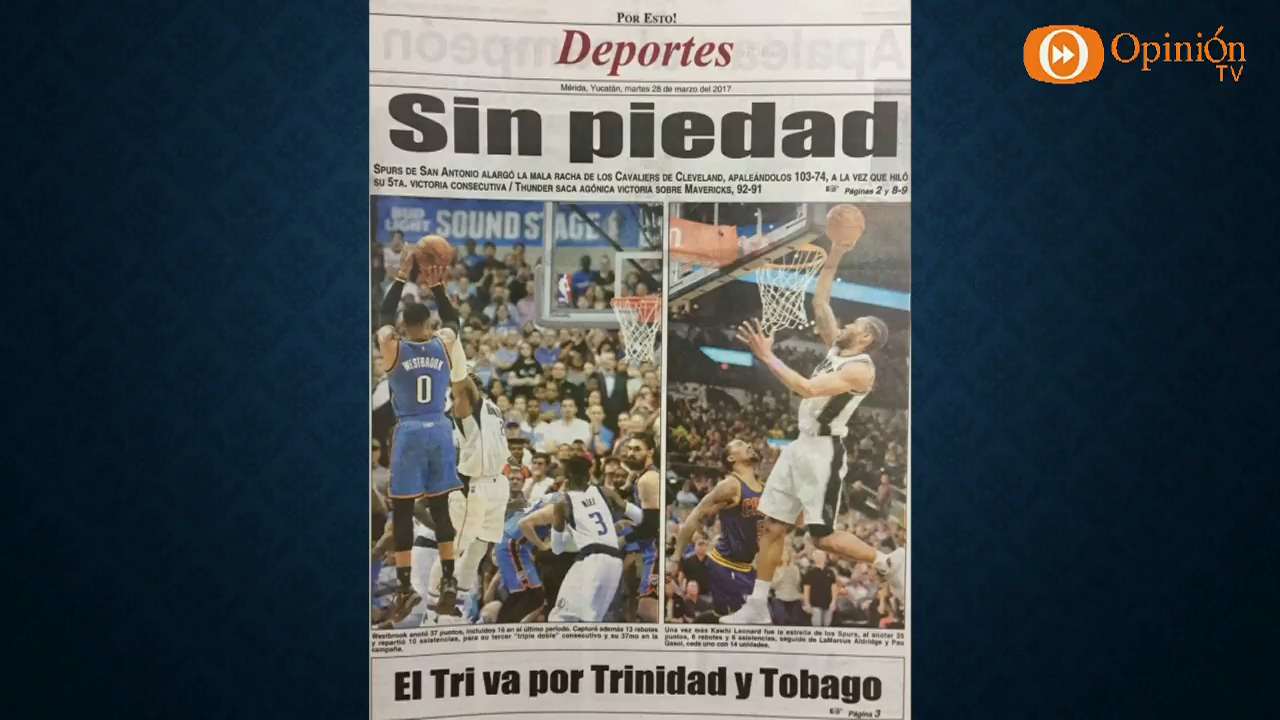 POR ESTO!
Deportes
Mérida, Yucatán, martes 28 de marzo del 2017
Opinión
TV
Sin piedad
SPURS DE SAN ANTONIO ALARGÓ LA MALA RACHA DE LOS CAVALIERS DE CLEVELAND, APALEÁNDOLOS 103-74, A LA VEZ QUE HILÓ
SU 5TA. VICTORIA CONSECUTIVA / THUNDER SACA AGÓNICA VICTORIA SOBRE MAVERICKS, 92-91
Páginas 2 y 8-9
BUD LIGHT SOUND STAGE
WESTBROOK
0
NOEL
3
Westbrook anotó 37 puntos, incluidos 16 en el último periodo. Capturó además 13 rebotes
y repartió 10 asistencias, para su tercer "triple doble" consecutivo y su 37mo en la
campaña.
Una vez más Kawhi Leonard fue la estrella de los Spurs, al anotar 25
puntos, 6 rebotes y 6 asistencias, seguido de LaMarcus Aldridge y Pau
Gasol, cada uno con 14 unidades.
El Tri va por Trinidad y Tobago
Página 3